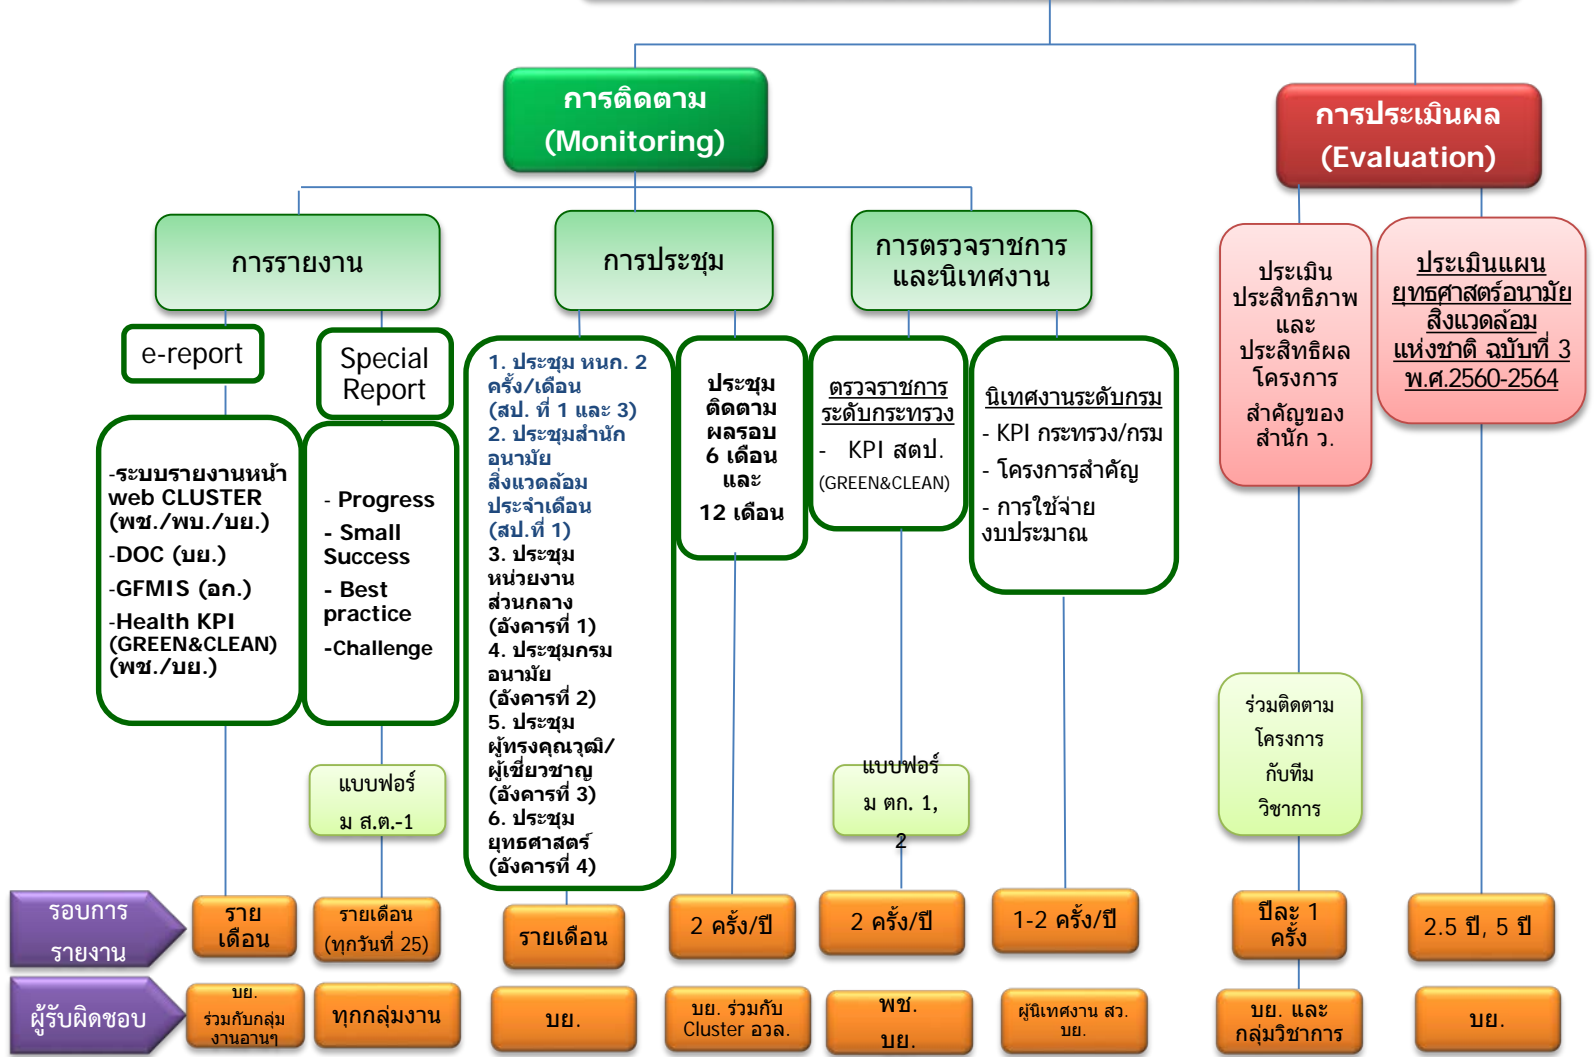 การติดตาม
(Monitoring)
การประเมินผล
(Evaluation)
การรายงาน
การประชุม
การตรวจราชการ
และนิเทศงาน
ประเมิน
ประสิทธิภาพ
และ
ประสิทธิผล
โครงการ
สำคัญของ
สำนัก ว.
ประเมินแผน
ยุทธศาสตร์อนามัย
สิ่งแวดล้อม
แห่งชาติ ฉบับที่ 3
พ.ศ.2560-2564
e-report
Special
Report
-ระบบรายงานหน้า
web CLUSTER
(พช./พบ./บย.)
-DOC (บย.)
-GFMIS (อก.)
-Health KPI
(GREEN&CLEAN)
(พช./บย.)
- Progress
- Small
Success
- Best
practice
-Challenge
1. ประชุม หนก. 2
ครั้ง/เดือน
(สป. ที่ 1 และ 3)
2. ประชุมสำนัก
อนามัย
สิ่งแวดล้อม
ประจำเดือน
(สป.ที่ 1)
3. ประชุม
หน่วยงาน
ส่วนกลาง
(อังคารที่ 1)
4. ประชุมกรม
อนามัย
(อังคารที่ 2)
5. ประชุม
ผู้ทรงคุณวุฒิ/
ผู้เชี่ยวชาญ
(อังคารที่ 3)
6. ประชุม
ยุทธศาสตร์
(อังคารที่ 4)
ประชุม
ติดตาม
ผลรอบ
6 เดือน
และ
12 เดือน
ตรวจราชการ
ระดับกระทรวง
- KPI สตป.
(GREEN&CLEAN)
นิเทศงานระดับกรม
- KPI กระทรวง/กรม
- โครงการสำคัญ
- การใช้จ่าย
งบประมาณ
แบบฟอร์
ม ส.ต.-1
แบบฟอร์
ม ตก. 1,
2
ร่วมติดตาม
โครงการ
กับทีม
วิชาการ
รอบการ
รายงาน
ราย
เดือน
รายเดือน
(ทุกวันที่ 25)
รายเดือน
2 ครั้ง/ปี
2 ครั้ง/ปี
1-2 ครั้ง/ปี
ปีละ 1
ครั้ง
2.5 ปี, 5 ปี
ผู้รับผิดชอบ
บย.
ร่วมกับกลุ่ม
งานอานๆ
ทุกกลุ่มงาน
บย.
บย. ร่วมกับ
Cluster อวล.
พช.
บย.
ผู้นิเทศงาน สว.
บย.
บย. และ
กลุ่มวิชาการ
บย.